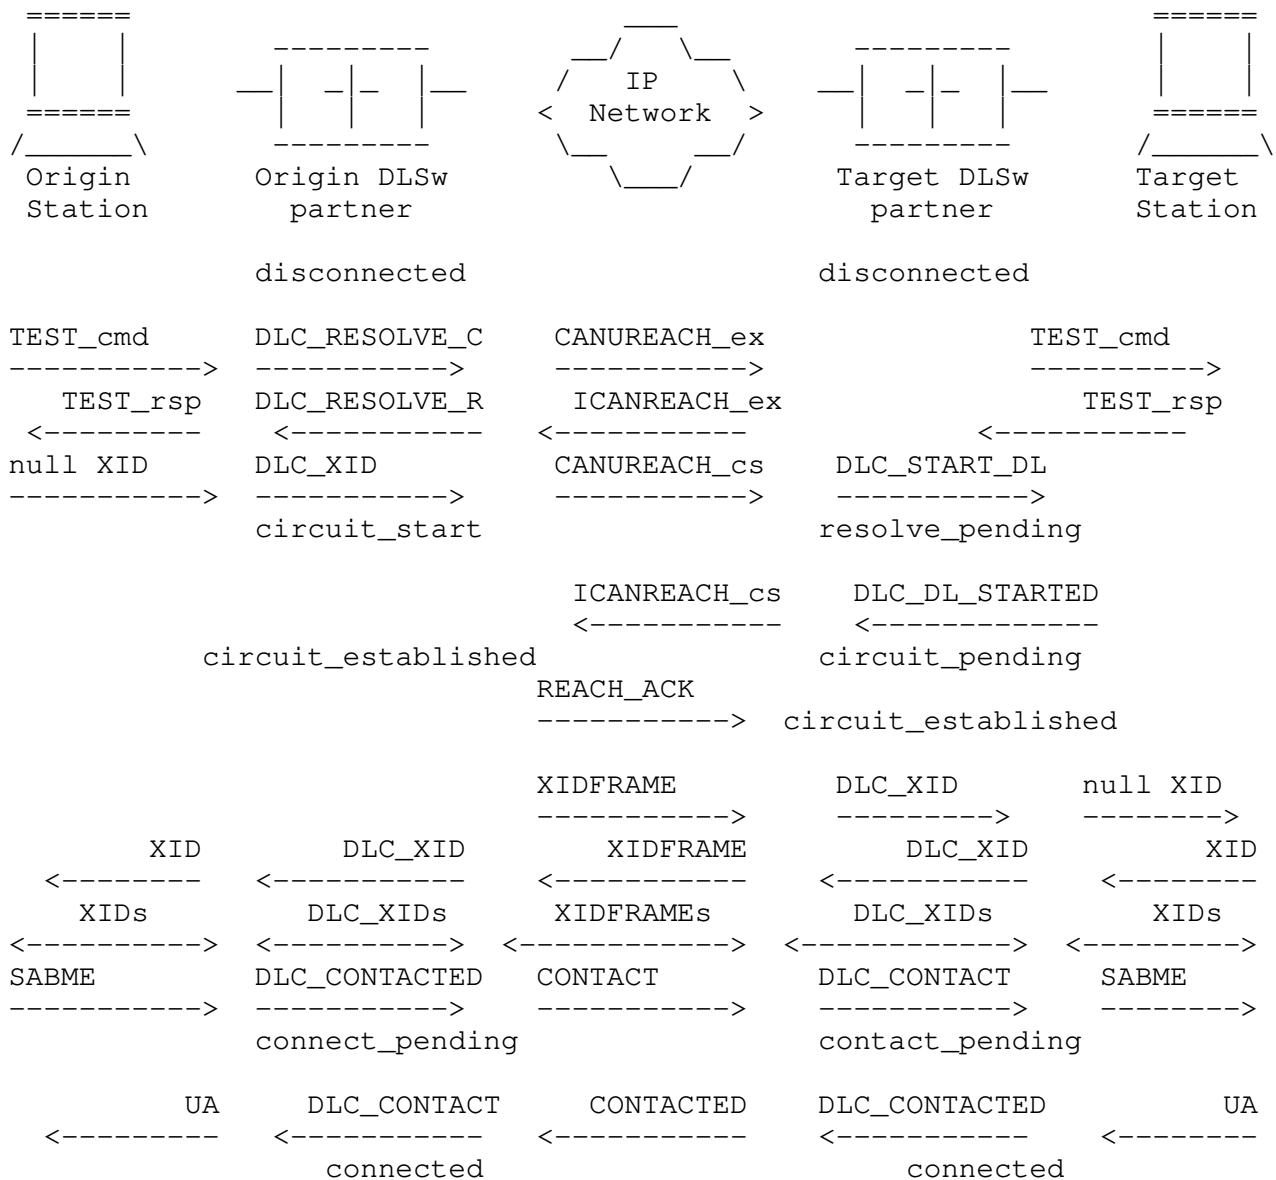 IP
Network
Origin Origin DLSw Target DLSw Target
Station partner partner Station
disconnected disconnected
TEST_cmd DLC_RESOLVE_C CANUREACH_ex TEST_cmd
TEST_rsp DLC_RESOLVE_R ICANREACH_ex TEST_rsp
null XID DLC_XID CANUREACH_cs DLC_START_DL
circuit_start resolve_pending
ICANREACH_cs DLC_DL_STARTED
circuit_established circuit_pending
REACH_ACK
circuit_established
XIDFRAME DLC_XID null XID
XID DLC_XID XIDFRAME DLC_XID XID
XIDs DLC_XIDs XIDFRAMEs DLC_XIDs XIDs
SABME DLC_CONTACTED CONTACT DLC_CONTACT SABME
connect_pending contact_pending
UA DLC_CONTACT CONTACTED DLC_CONTACTED UA
connected connected